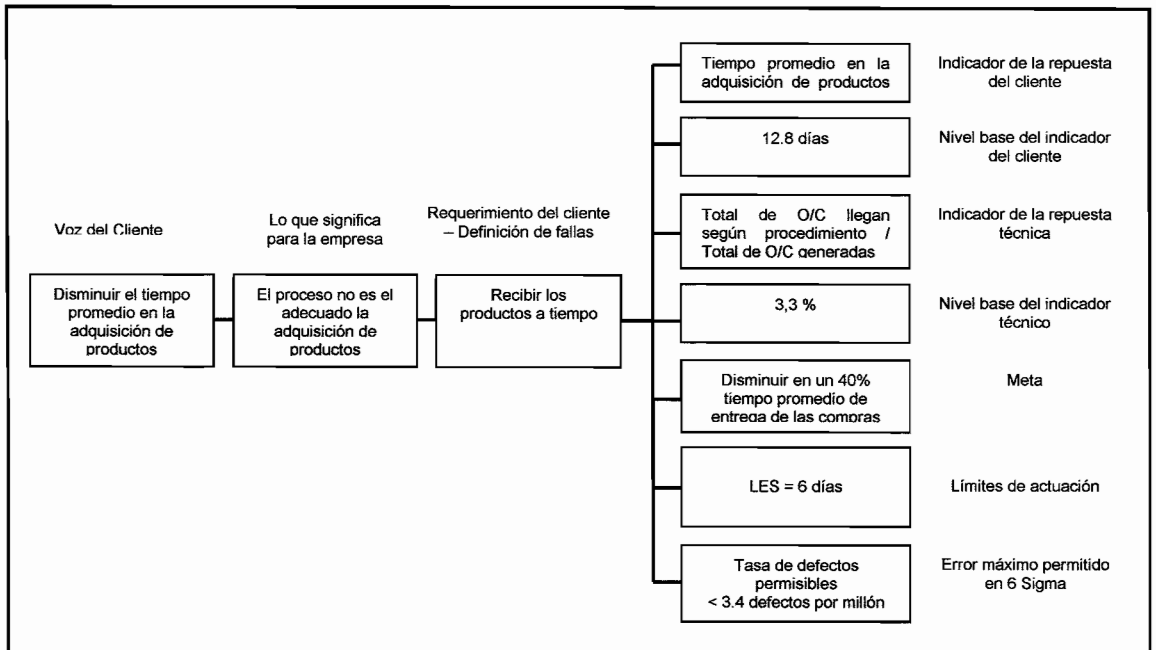 Voz del Cliente
Disminuir el tiempo
promedio en la
adquisición de
productos
Lo que significa
para la empresa
El proceso no es el
adecuado la
adquisición de
productos
Requerimiento del cliente
– Definición de fallas
Recibir los
productos a tiempo
Tiempo promedio en la
adquisición de productos
Indicador de la repuesta
del cliente
12.8 días
Nivel base del indicador
del cliente
Total de O/C llegan
según procedimiento /
Total de O/C generadas
Indicador de la repuesta
técnica
3,3 %
Nivel base del indicador
técnico
Disminuir en un 40%
tiempo promedio de
entrega de las compras
Meta
LES = 6 días
Límites de actuación
Tasa de defectos
permisibles
< 3.4 defectos por millón
Error máximo permitido
en 6 Sigma